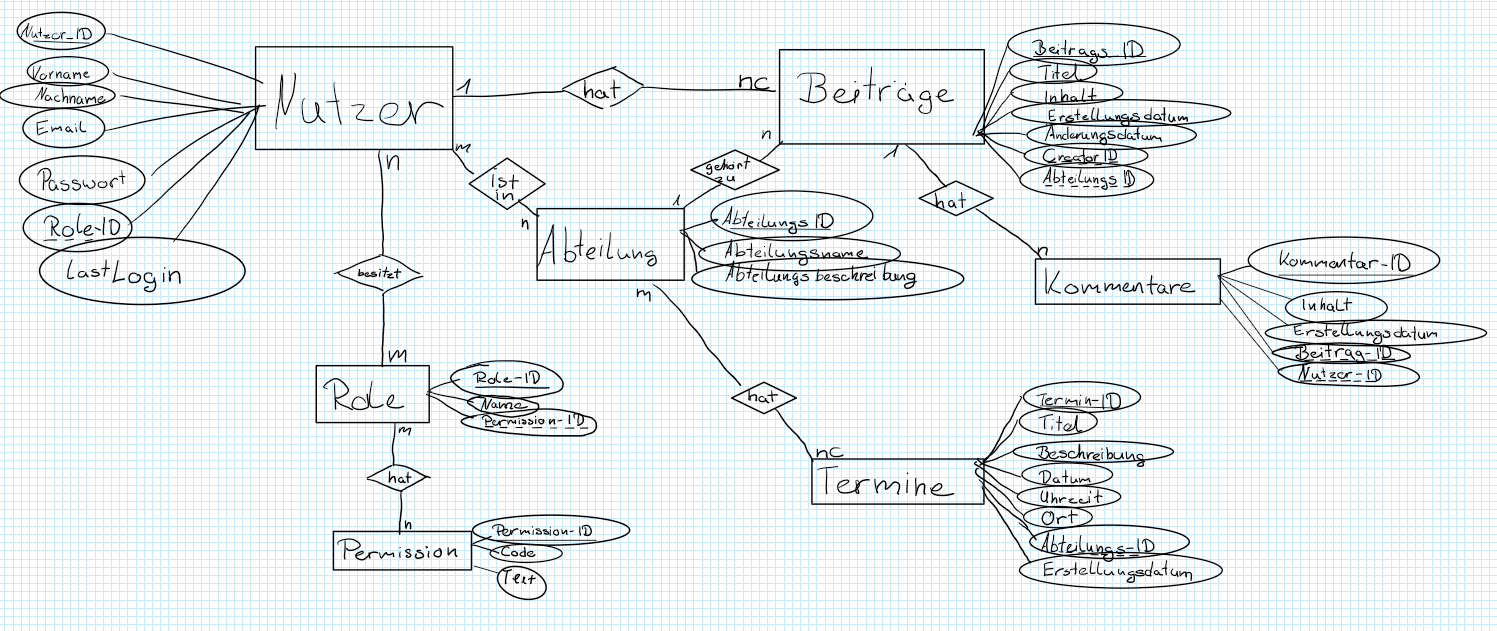 Nutzer
Nutzer-ID
Vorname
Nachname
Email
Passwort
Role-ID
LastLogin
1
hat
nc
Beiträge
Beitrags ID
Titel
Inhalt
Erstellungsdatum
Änderungsdatum
Creator ID
Abteilungs ID
m
ist
in
n
n
gehört
zu
1
Abteilung
Abteilungs ID
Abteilungsname
Abteilungsbeschreibung
1
hat
n
Kommentare
Kommentar-ID
Inhalt
Erstellungsdatum
Beitrag-ID
Nutzer-ID
n
besitzt
m
Role
Role-ID
Name
Permission-ID
m
hat
n
Permission
Permission-ID
Code
Text
m
hat
nc
Termine
Termin-ID
Titel
Beschreibung
Datum
Uhrzeit
Ort
Abteilungs-ID
Erstellungsdatum